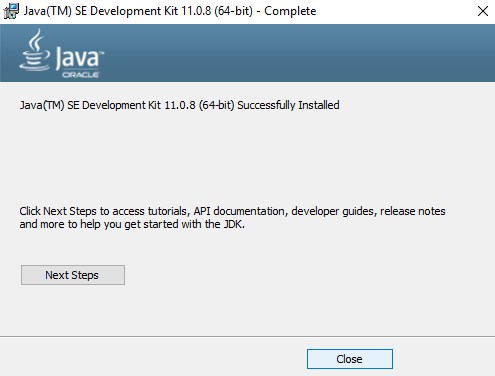 Java(TM) SE Development Kit 11.0.8 (64-bit) - Complete
Java
ORACLE
Java(TM) SE Development Kit 11.0.8 (64-bit) Successfully Installed
Click Next Steps to access tutorials, API documentation, developer guides, release notes
and more to help you get started with the JDK.
Next Steps
Close